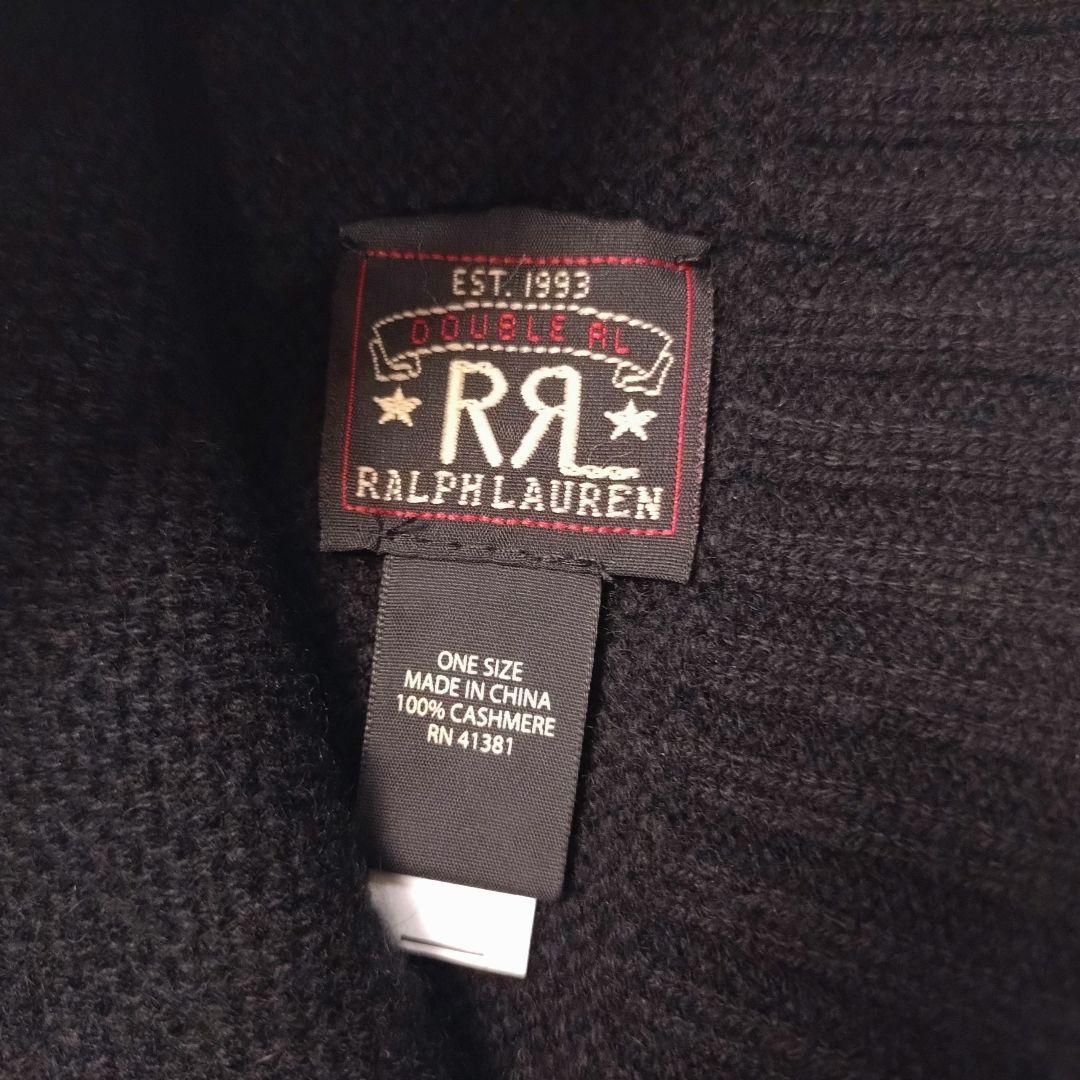 EST. 1993
DOUBLE RL
RRL
RALPH LAUREN
ONE SIZE
MADE IN CHINA
100% CASHMERE
RN 41381